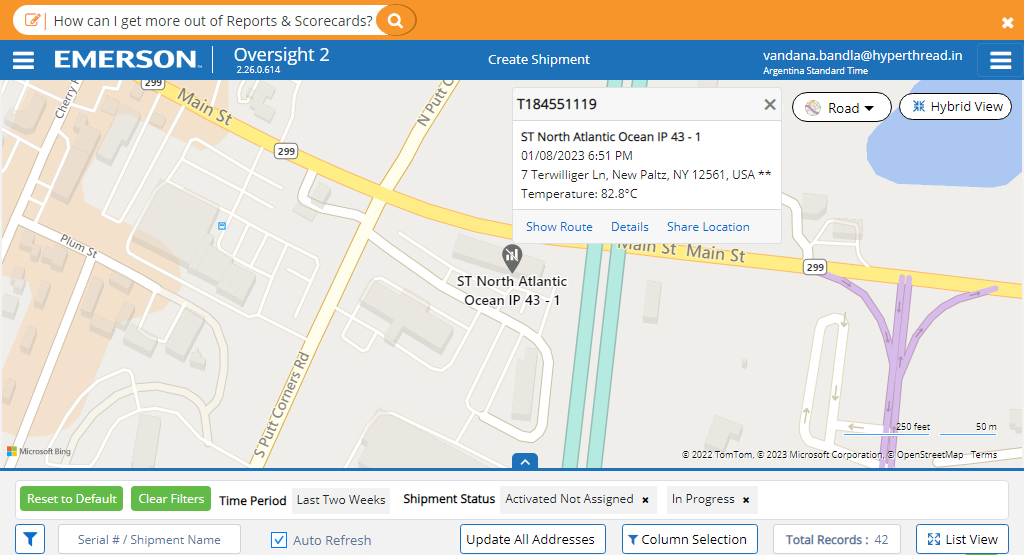 How can I get more out of Reports & Scorecards?
EMERSON
Oversight 2
2.26.0.614
Create Shipment
vandana.bandla@hyperthread.in
Argentina Standard Time
299
Main St
Cherry
N Putt C
T184551119
Road
Hybrid View
ST North Atlantic Ocean IP 43 - 1
01/08/2023 6:51 PM
7 Terwilliger Ln, New Paltz, NY 12561, USA **
Temperature: 82.8°C
Show Route Details Share Location
299
Plum St
Main St Main St
299
ST North Atlantic
Ocean IP 43 - 1
S Putt Corners Rd
250 feet 50 m
Microsoft Bing
© 2022 TomTom, © 2023 Microsoft Corporation, © OpenStreetMap Terms
Reset to Default Clear Filters Time Period Last Two Weeks Shipment Status Activated Not Assigned × In Progress ×
Serial # / Shipment Name Auto Refresh Update All Addresses Column Selection Total Records : 42 List View